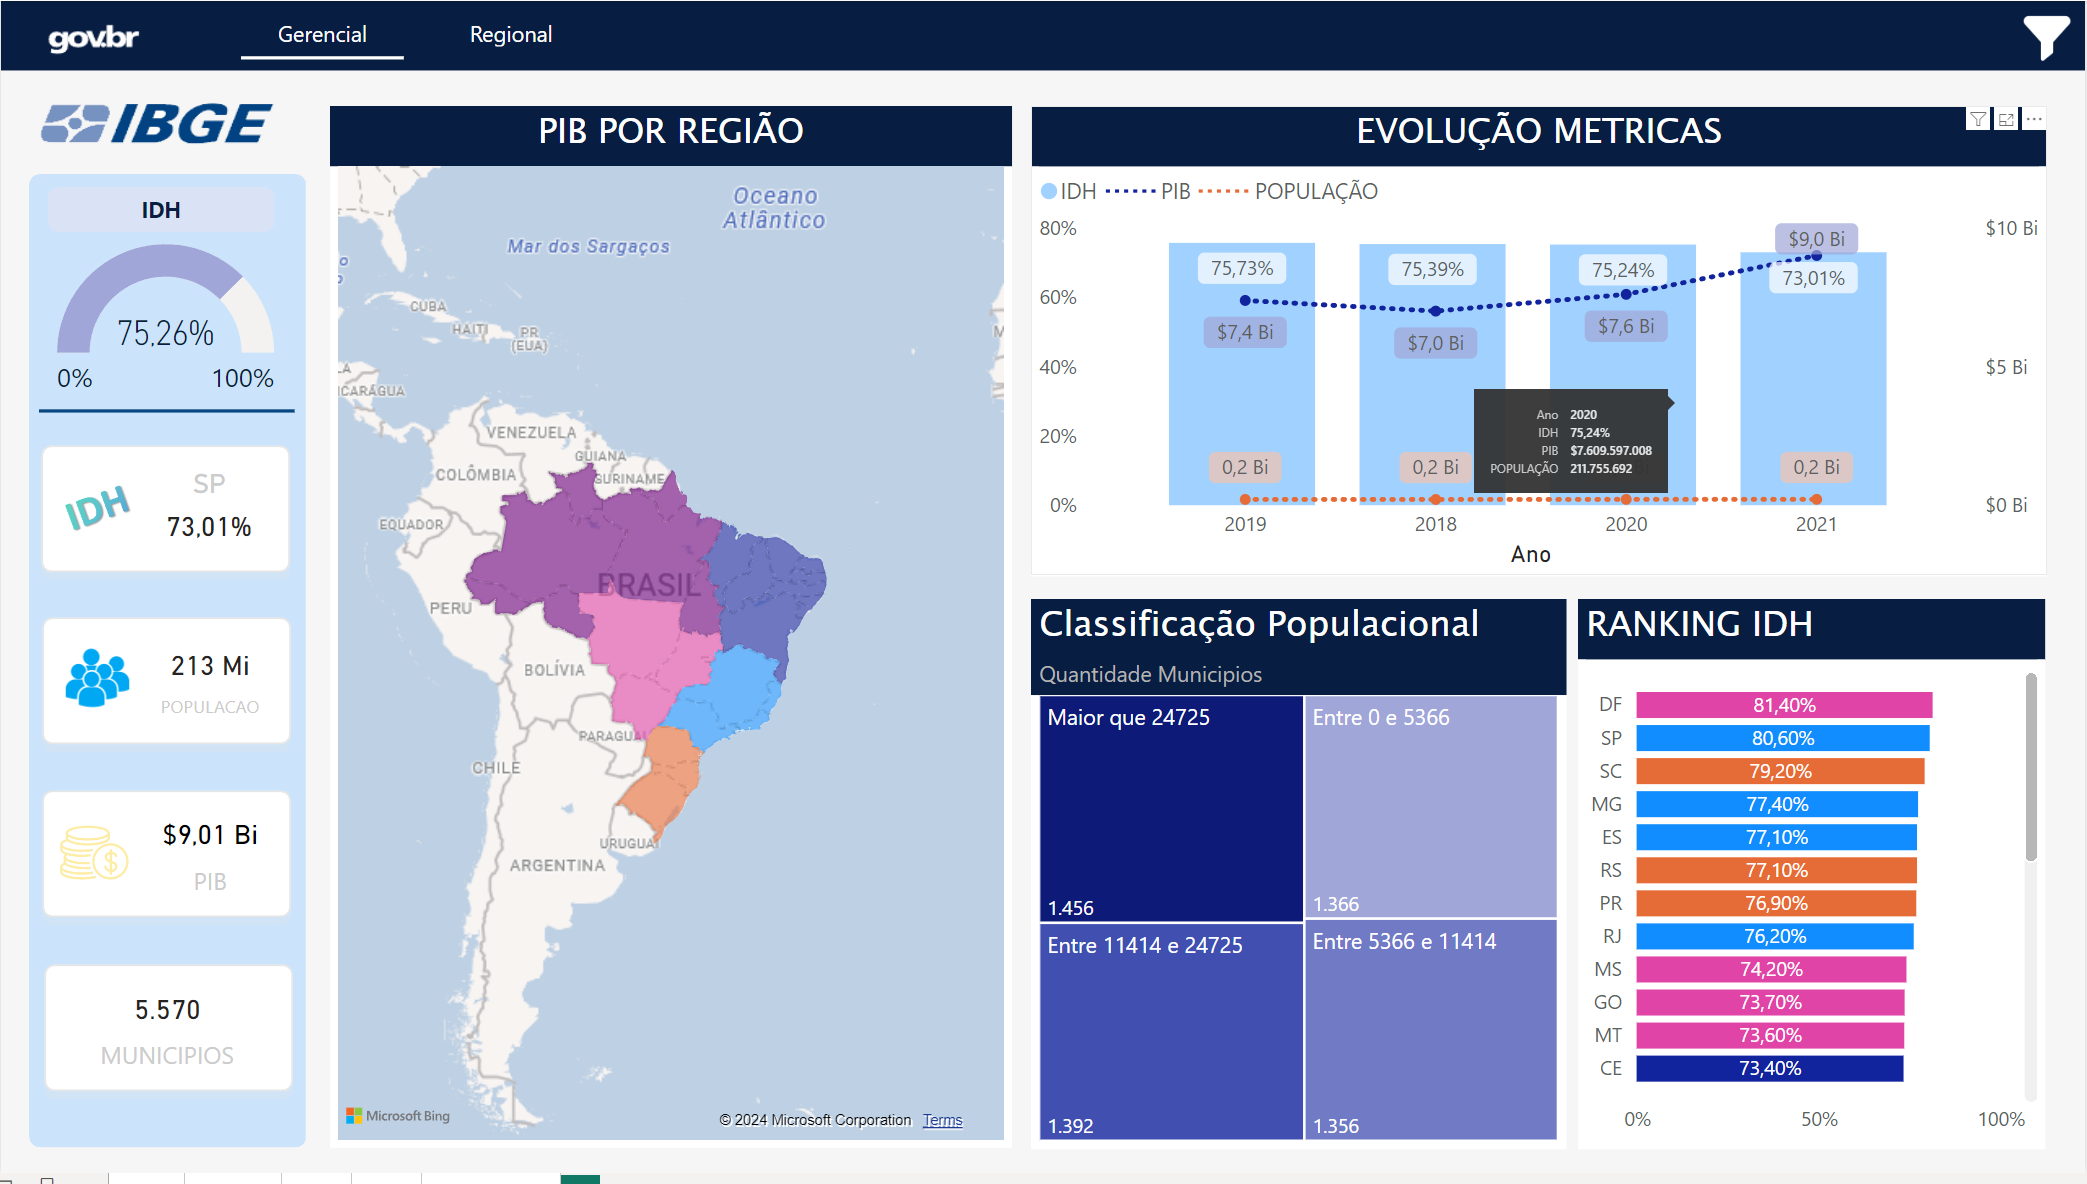 gov.br
Gerencial
Regional
IBGE
IDH
75,26%
0%
100%
IDH
SP
73,01%
213 Mi
POPULACAO
$9,01 Bi
PIB
5.570
MUNICIPIOS
PIB POR REGIÃO
Oceano
Atlântico
Mar dos Sargaços
CUBA
HAITI
PR
(EUA)
ICARÁGUA
VENEZUELA
GUIANA
SURINAME
COLÔMBIA
EQUADOR
BRASIL
PERU
BOLÍVIA
PARAGUAI
CHILE
URUGUAI
ARGENTINA
Microsoft Bing
© 2024 Microsoft Corporation Terms
EVOLUÇÃO METRICAS
IDH PIB POPULAÇÃO
80%
60%
40%
20%
0%
$10 Bi
$5 Bi
$0 Bi
75,73%
75,39%
75,24%
73,01%
$7,4 Bi
$7,0 Bi
$7,6 Bi
$9,0 Bi
Ano 2020
IDH 75,24%
PIB $7.609.597.008
POPULAÇÃO 211.755.692
0,2 Bi
0,2 Bi
0,2 Bi
2019
2018
2020
2021
Ano
Classificação Populacional
Quantidade Municipios
Maior que 24725
1.456
Entre 0 e 5366
1.366
Entre 11414 e 24725
1.392
Entre 5366 e 11414
1.356
RANKING IDH
DF 81,40%
SP 80,60%
SC 79,20%
MG 77,40%
ES 77,10%
RS 77,10%
PR 76,90%
RJ 76,20%
MS 74,20%
GO 73,70%
MT 73,60%
CE 73,40%
0% 50% 100%